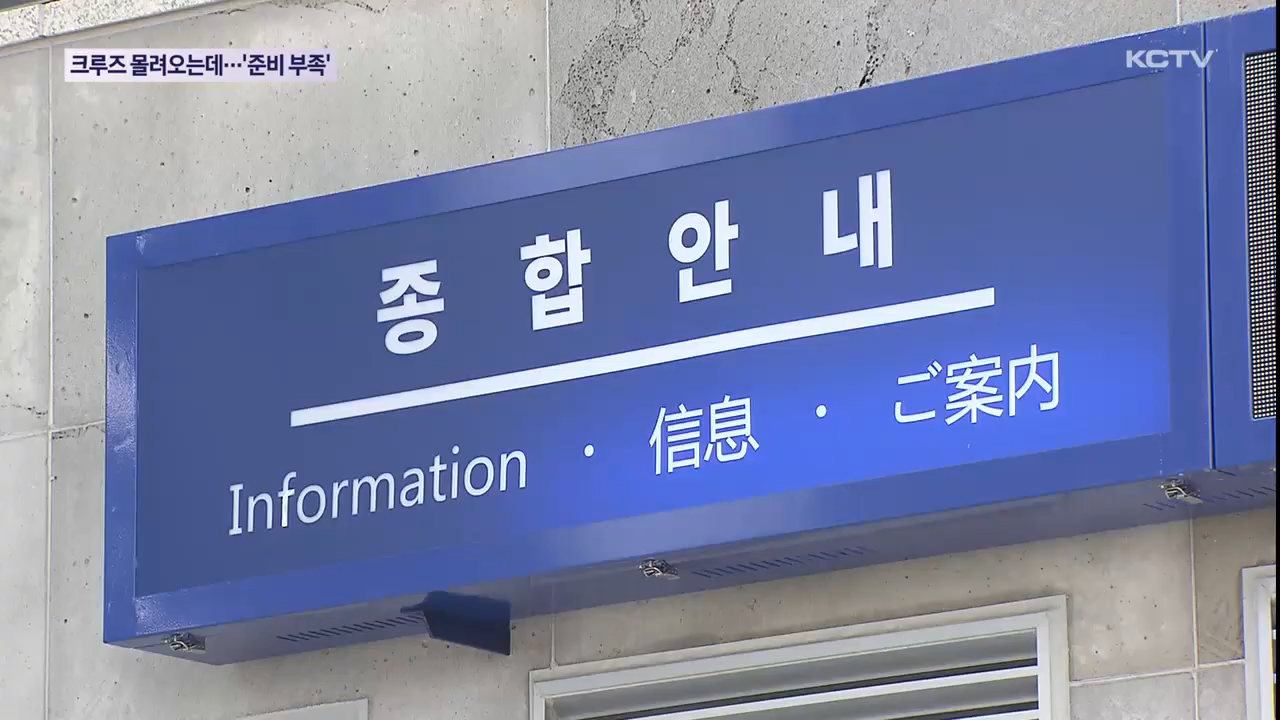 크루즈 몰려오는데…'준비 부족'
KCTV
종합안내
Information · 信息 · ご案内